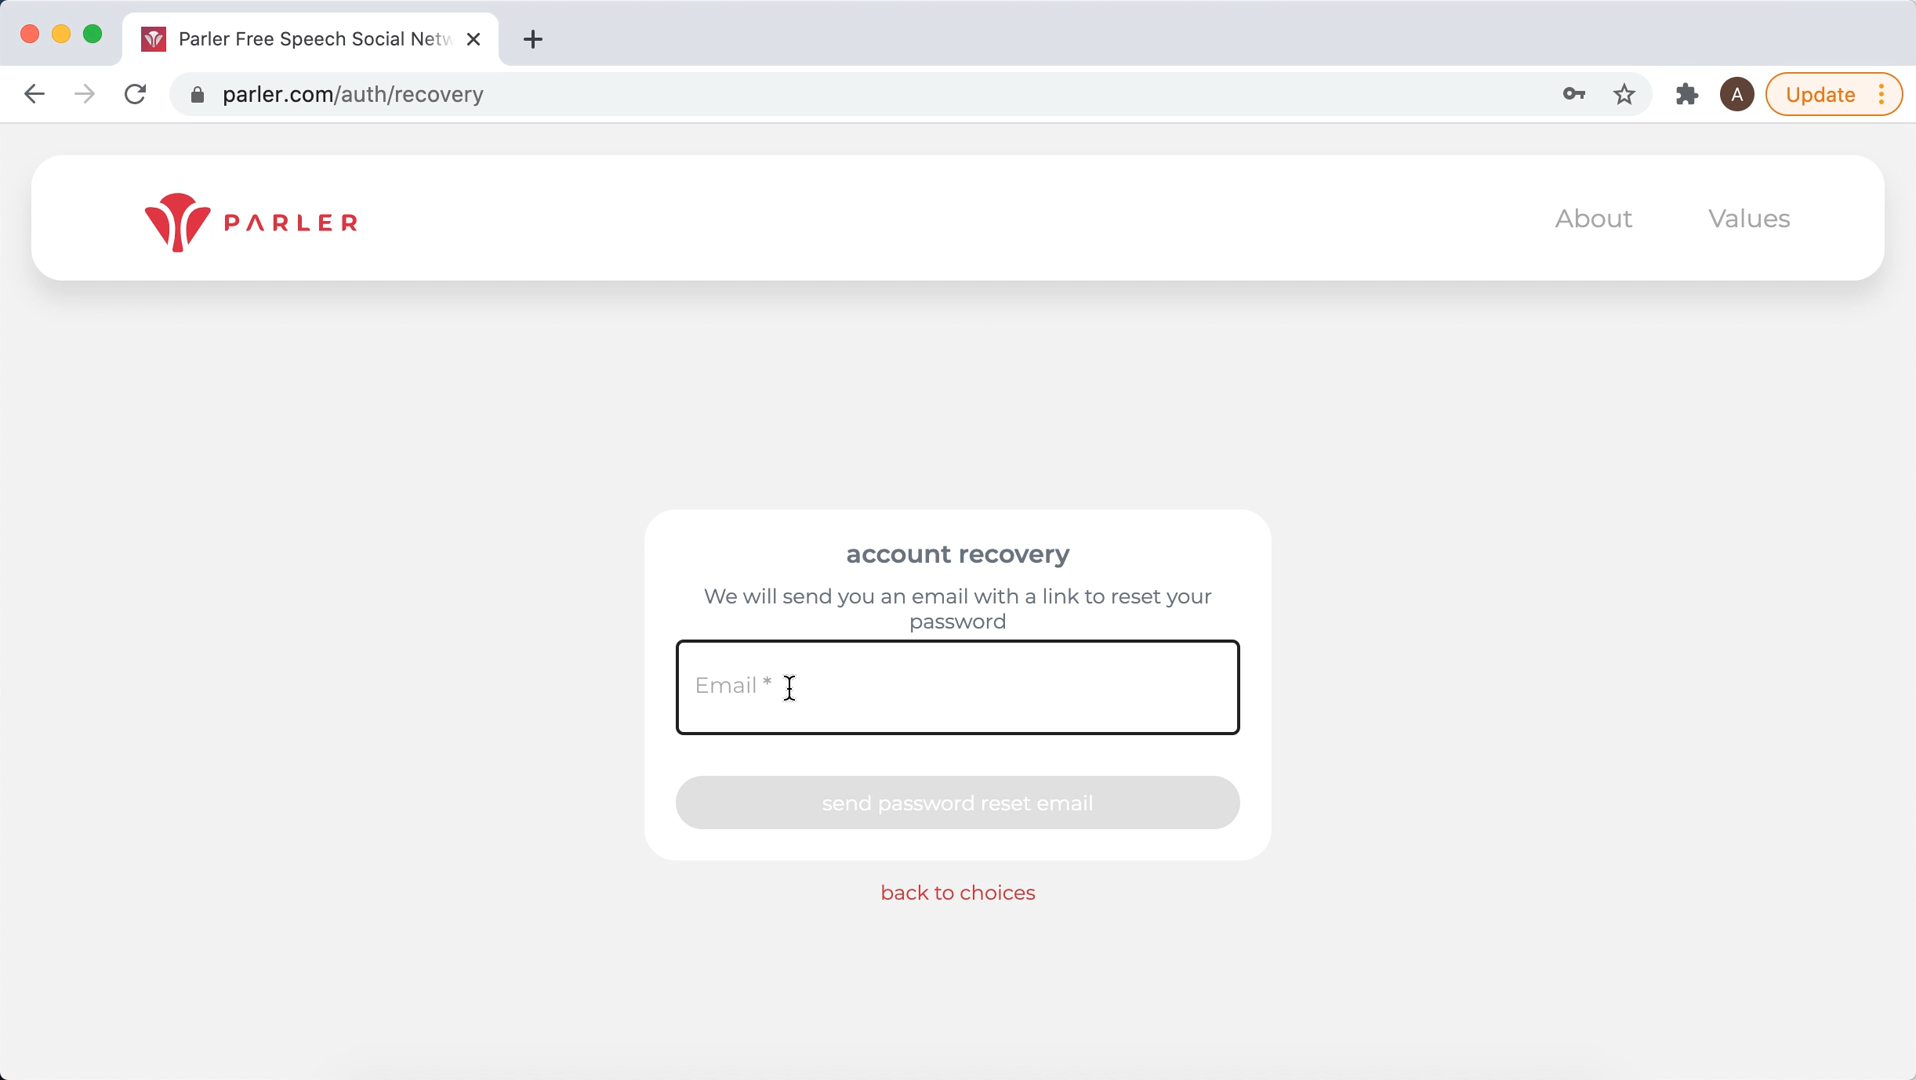 Parler Free Speech Social Netw
parler.com/auth/recovery
A
Update
PARLER
About
Values
account recovery
We will send you an email with a link to reset your
password
Email *
send password reset email
back to choices